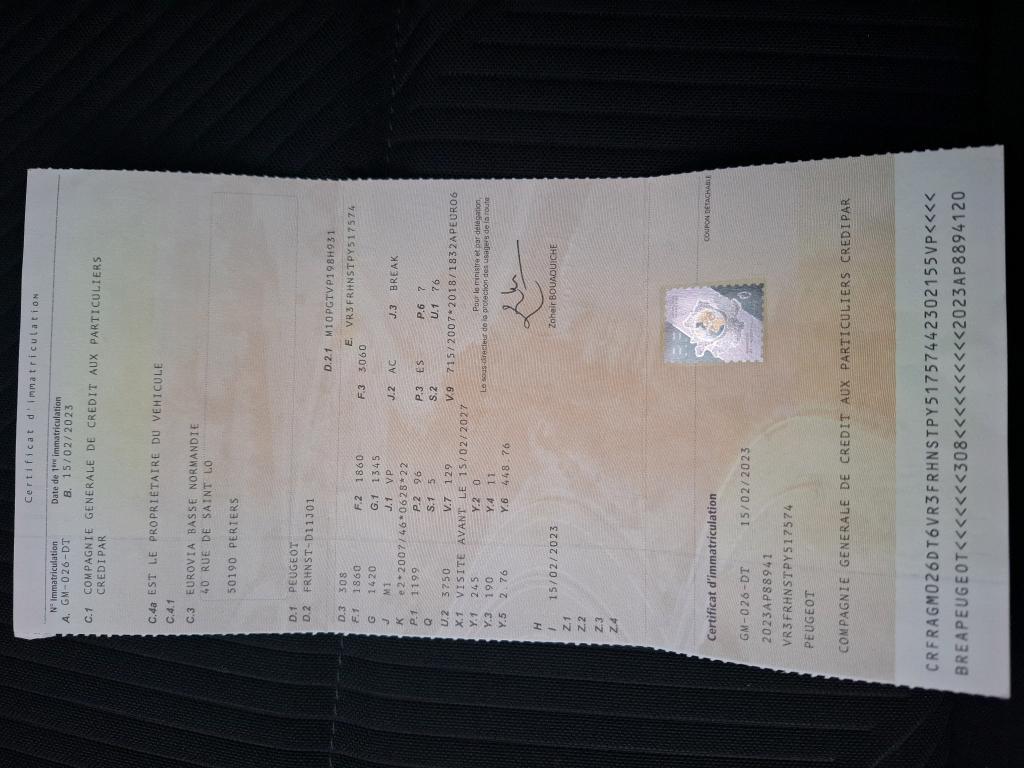 Certificat d'immatriculation
N° Immatriculation Date de 1ère immatriculation
A. GM-026-DT B. 15/02/2023
C.1 COMPAGNIE GENERALE DE CREDIT AUX PARTICULIERS
CREDIPAR
C.4a EST LE PROPRIÉTAIRE DU VÉHICULE
C.4.1
C.3 EUROVIA BASSE NORMANDIE
40 RUE DE SAINT LO
50190 PERIERS
D.1 PEUGEOT
D.2 FRHNST-D11J01
D.2.1 M10PGTVP198H931
D.3 308 E. VR3FRHNSTPY517574
F.1 1860 F.2 1860 F.3 3060
G 1420 G.1 1345
J M1 J.1 VP J.2 AC J.3 BREAK
K e2*2007/46*0628*22
P.1 1199 P.2 96 P.3 ES P.6 7
Q S.1 5 S.2 U.1 76
U.2 3750 V.7 129 V.9 715/2007*2018/1832APEURO6
X.1 VISITE AVANT LE 15/02/2027
Y.1 245 Y.2 0
Y.3 190 Y.4 11
Y.5 2.76 Y.6 448.76
Pour le ministre et par délégation,
Le sous-directeur de la protection des usagers de la route
H
I 15/02/2023
Zoheir BOUAOUICHE
Z.1
Z.2
Z.3
Z.4
COUPON DÉTACHABLE
Certificat d'immatriculation
GM-026-DT 15/02/2023
2023AP88941
VR3FRHNSTPY517574
PEUGEOT
COMPAGNIE GENERALE DE CREDIT AUX PARTICULIERS CREDIPAR
CRFRAGM026DT6VR3FRHNSTPY51757442302155VP<<<<
BREAPEUGEOT<<<<<<308<<<<<<<<<<<2023AP8894120